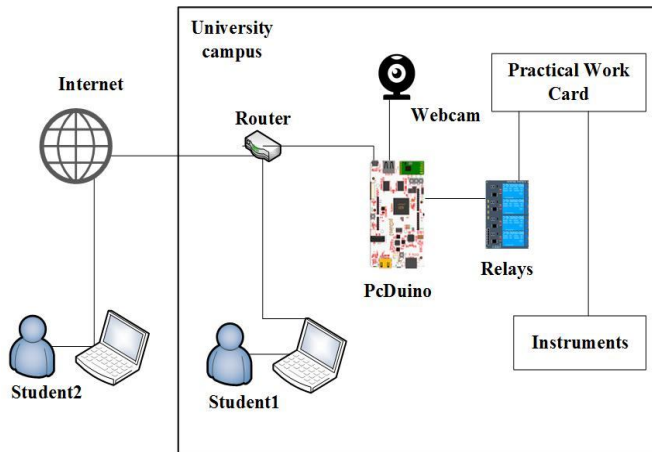 University
campus
Internet
Practical Work
Card
Webcam
Router
Relays
PcDuino
Instruments
Student2
Student1